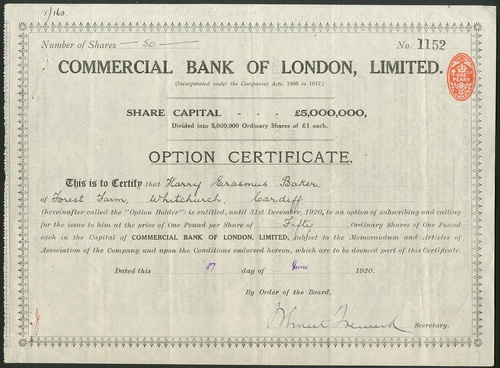 5/160.
Number of Shares — 50 — No. 1152
COMMERCIAL BANK OF LONDON, LIMITED.
(Incorporated under the Companies Acts, 1908 to 1917.)
ONE PENNY
SHARE CAPITAL - - - £5,000,000,
Divided into 5,000,000 Ordinary Shares of £1 each.
OPTION CERTIFICATE.
This is to Certify that Harry Erasmus Baker,
of Forest Farm, Whitchurch, Cardiff
(hereinafter called the "Option Holder") is entitled, until 31st December, 1920, to an option of subscribing and calling
for the issue to him at the price of One Pound per Share of Fifty Ordinary Shares of One Pound
each in the Capital of COMMERCIAL BANK OF LONDON, LIMITED, subject to the Memorandum and Articles of
Association of the Company and upon the Conditions endorsed hereon, which are to be deemed part of this Certificate.
Dated this day of June 1920.
By Order of the Board,
Secretary.